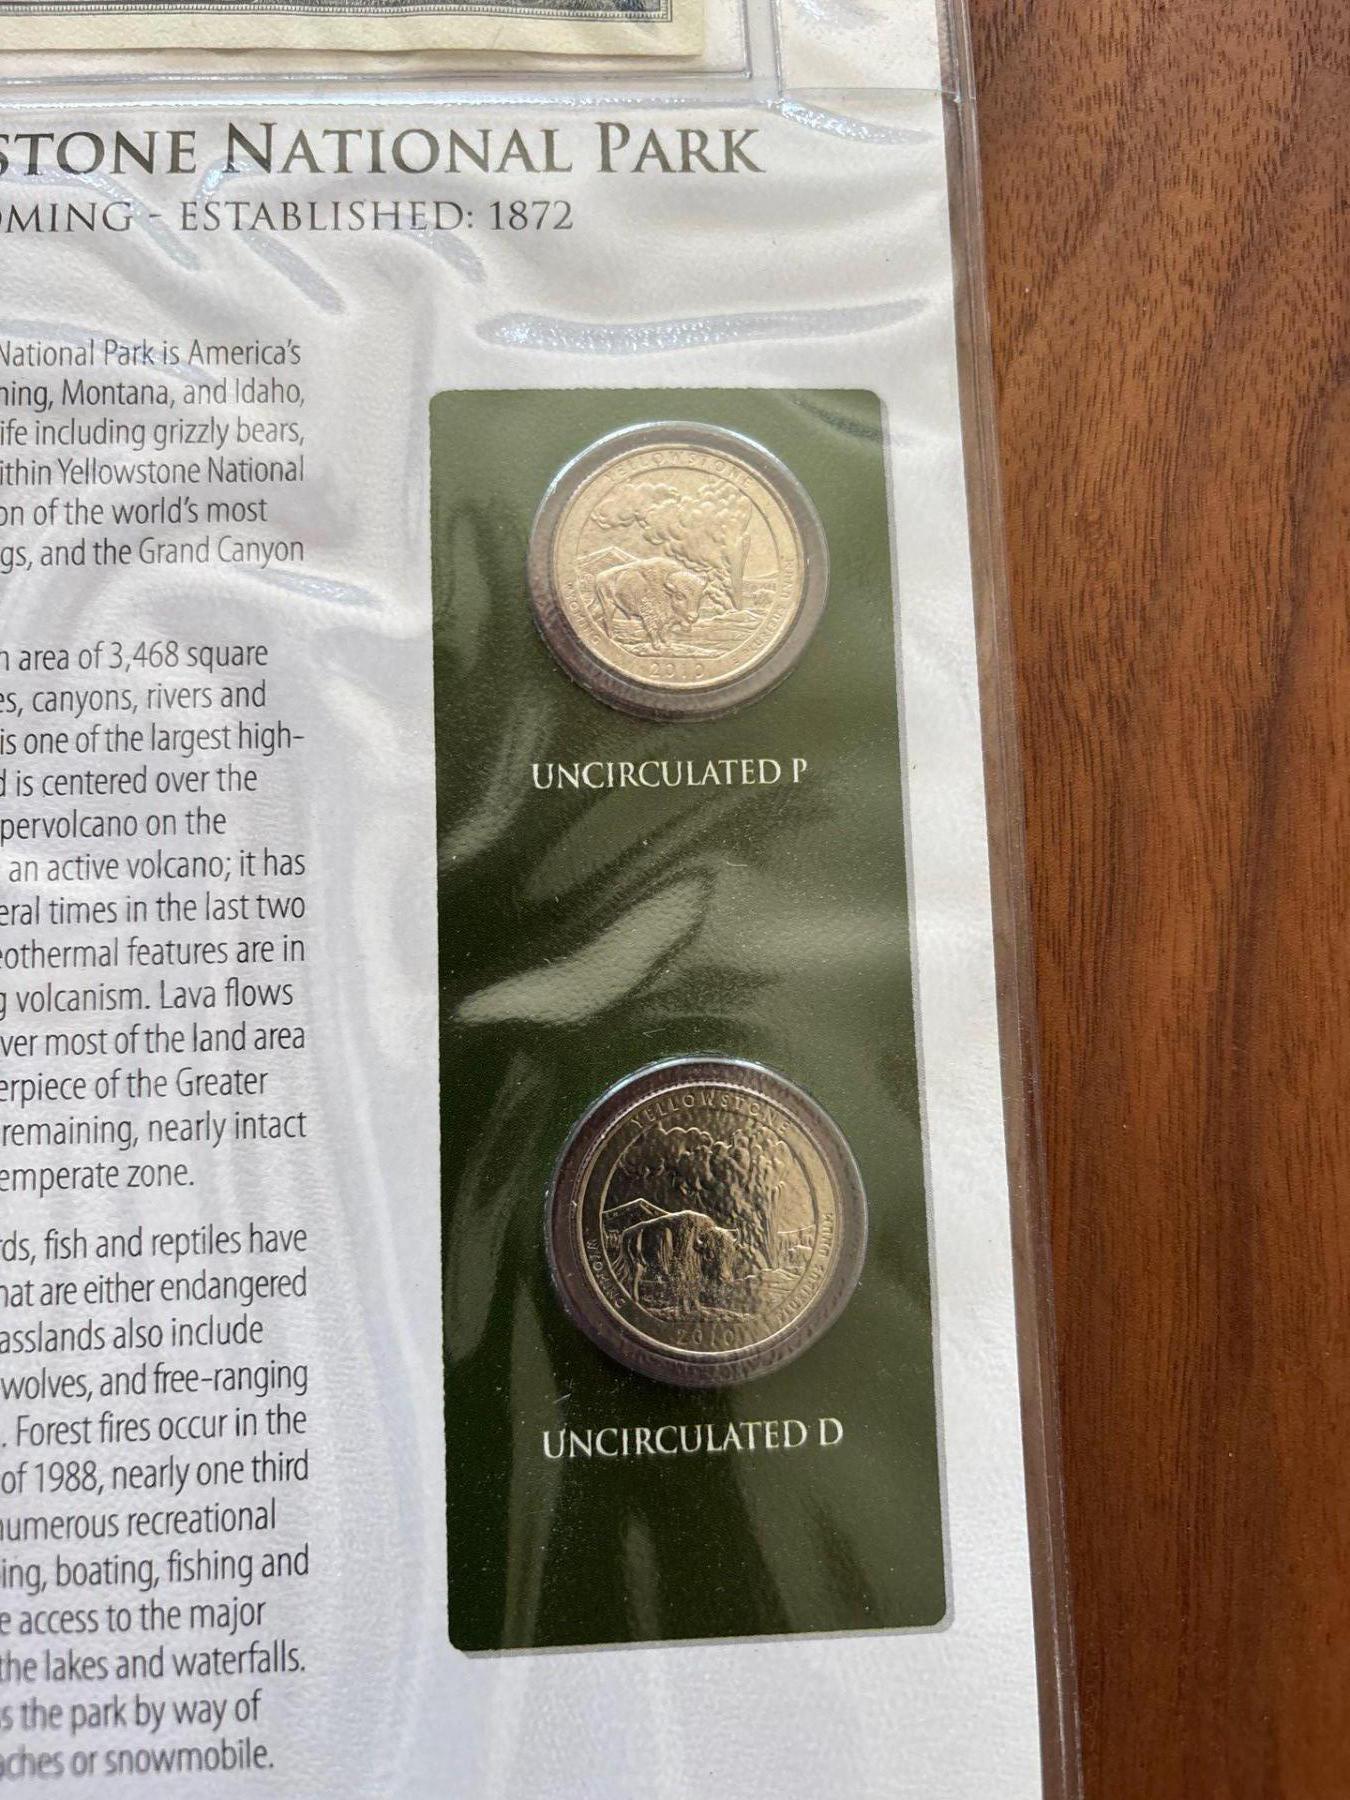 STONE NATIONAL PARK
OMING - ESTABLISHED: 1872
National Park is America's
ning, Montana, and Idaho,
ife including grizzly bears,
ithin Yellowstone National
on of the world's most
gs, and the Grand Canyon
n area of 3,468 square
es, canyons, rivers and
is one of the largest high-
d is centered over the
pervolcano on the
an active volcano; it has
eral times in the last two
eothermal features are in
g volcanism. Lava flows
ver most of the land area
erpiece of the Greater
remaining, nearly intact
emperate zone.
rds, fish and reptiles have
hat are either endangered
asslands also include
wolves, and free-ranging
. Forest fires occur in the
of 1988, nearly one third
numerous recreational
ing, boating, fishing and
e access to the major
the lakes and waterfalls.
s the park by way of
aches or snowmobile.
YELLOWSTONE
WYOMING
2010
E PLURIBUS UNUM
UNCIRCULATED P
YELLOWSTONE
WYOMING
2010
E PLURIBUS UNUM
UNCIRCULATED D